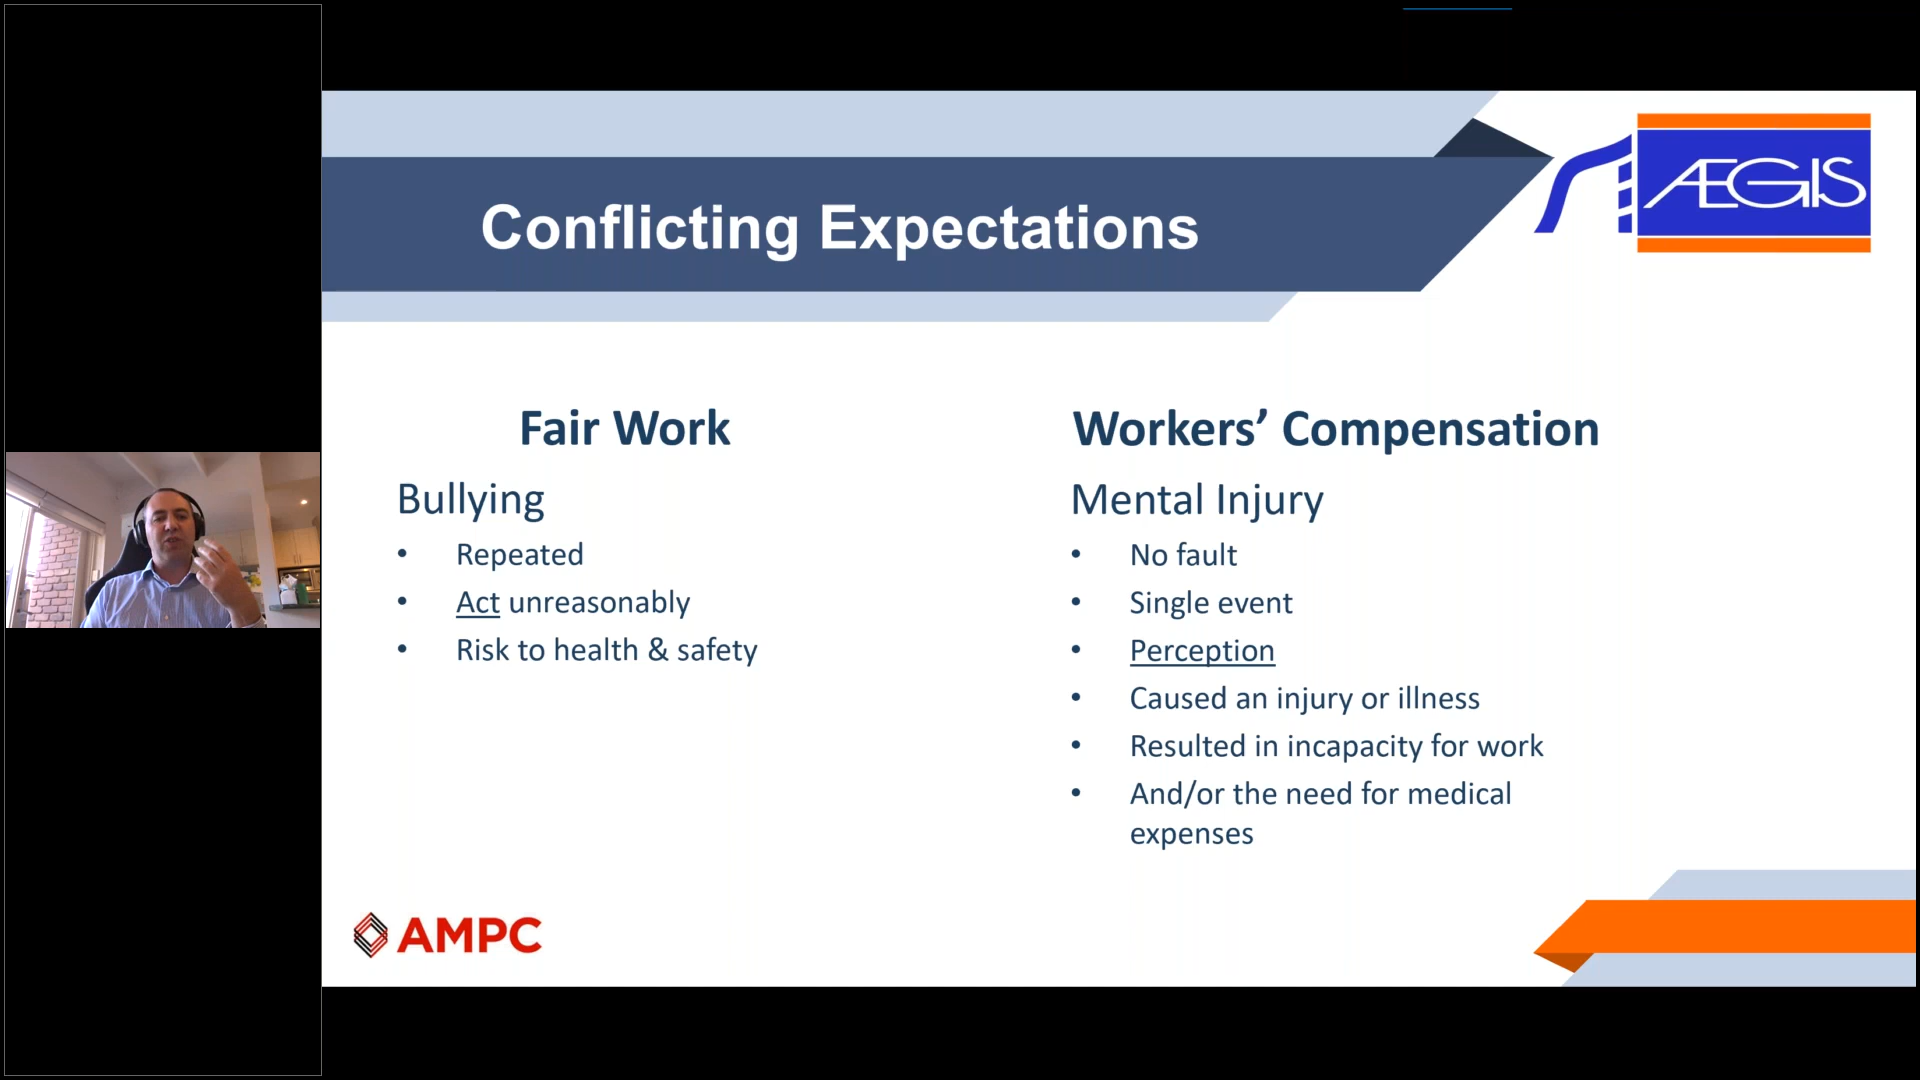 Conflicting Expectations
ÆGIS
Fair Work
Bullying
• Repeated
• Act unreasonably
• Risk to health & safety
Workers’ Compensation
Mental Injury
• No fault
• Single event
• Perception
• Caused an injury or illness
• Resulted in incapacity for work
• And/or the need for medical
expenses
AMPC